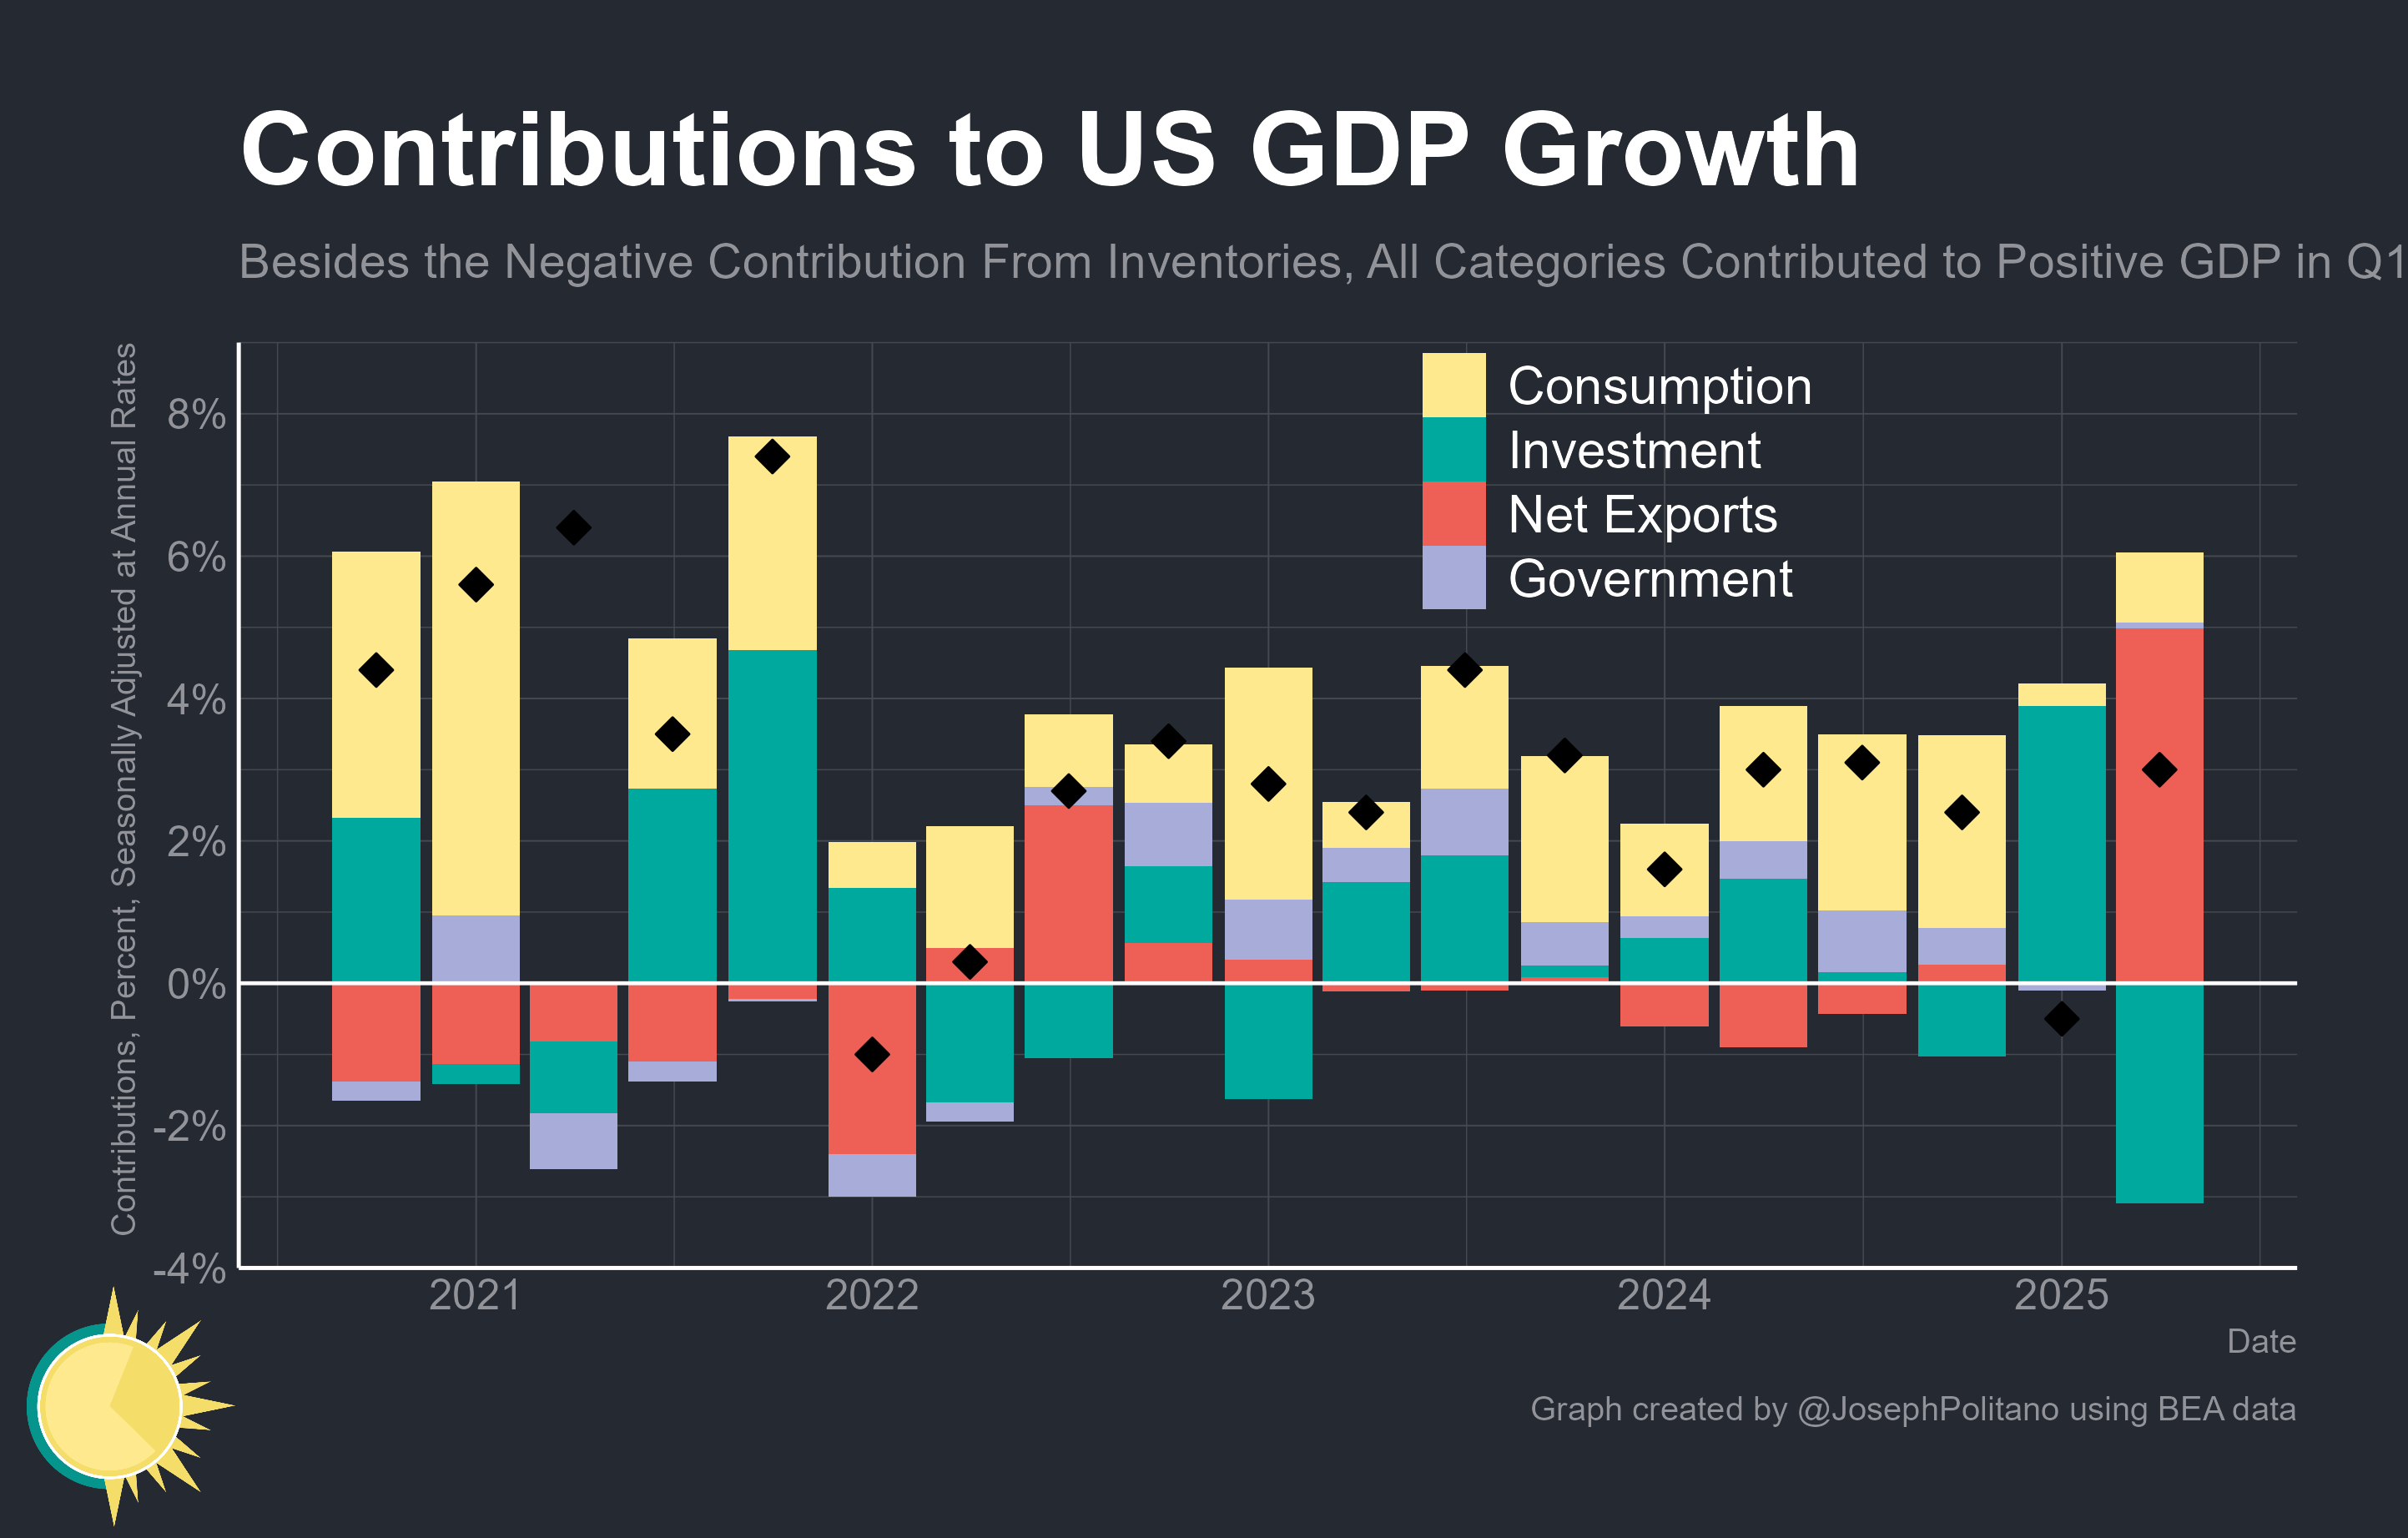 Contributions to US GDP Growth
Besides the Negative Contribution From Inventories, All Categories Contributed to Positive GDP in Q1
Contributions, Percent, Seasonally Adjusted at Annual Rates
8%
6%
4%
2%
0%
-2%
-4%
Consumption
Investment
Net Exports
Government
2021
2022
2023
2024
2025
Date
Graph created by @JosephPolitano using BEA data